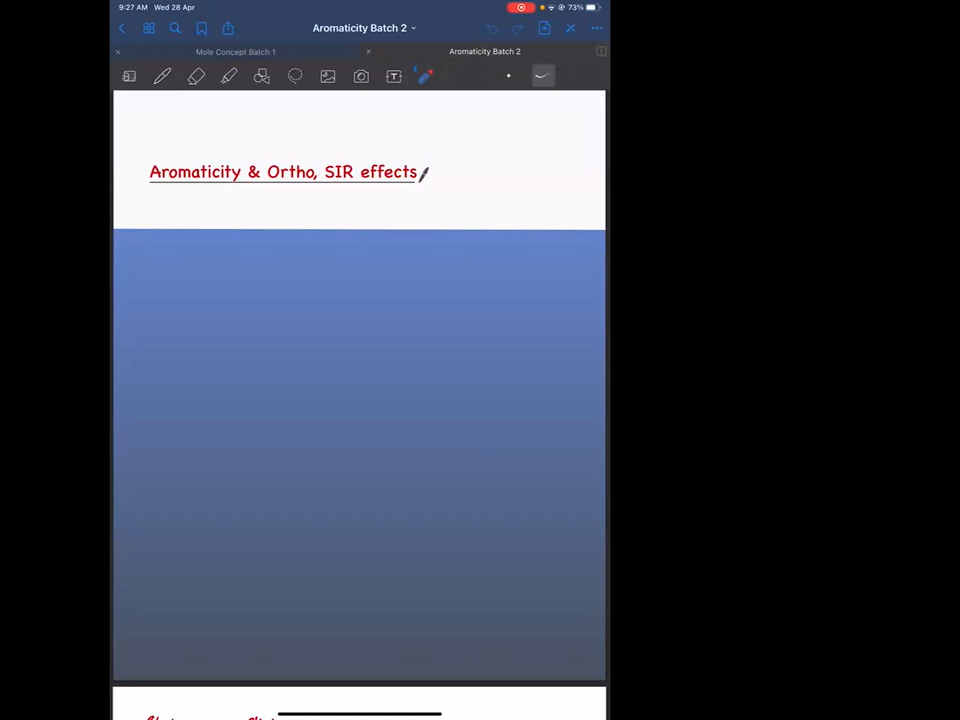 9:27 AM Wed 28 Apr 73%
Aromaticity Batch 2
Mole Concept Batch 1 Aromaticity Batch 2
T
Aromaticity & Ortho, SIR effects